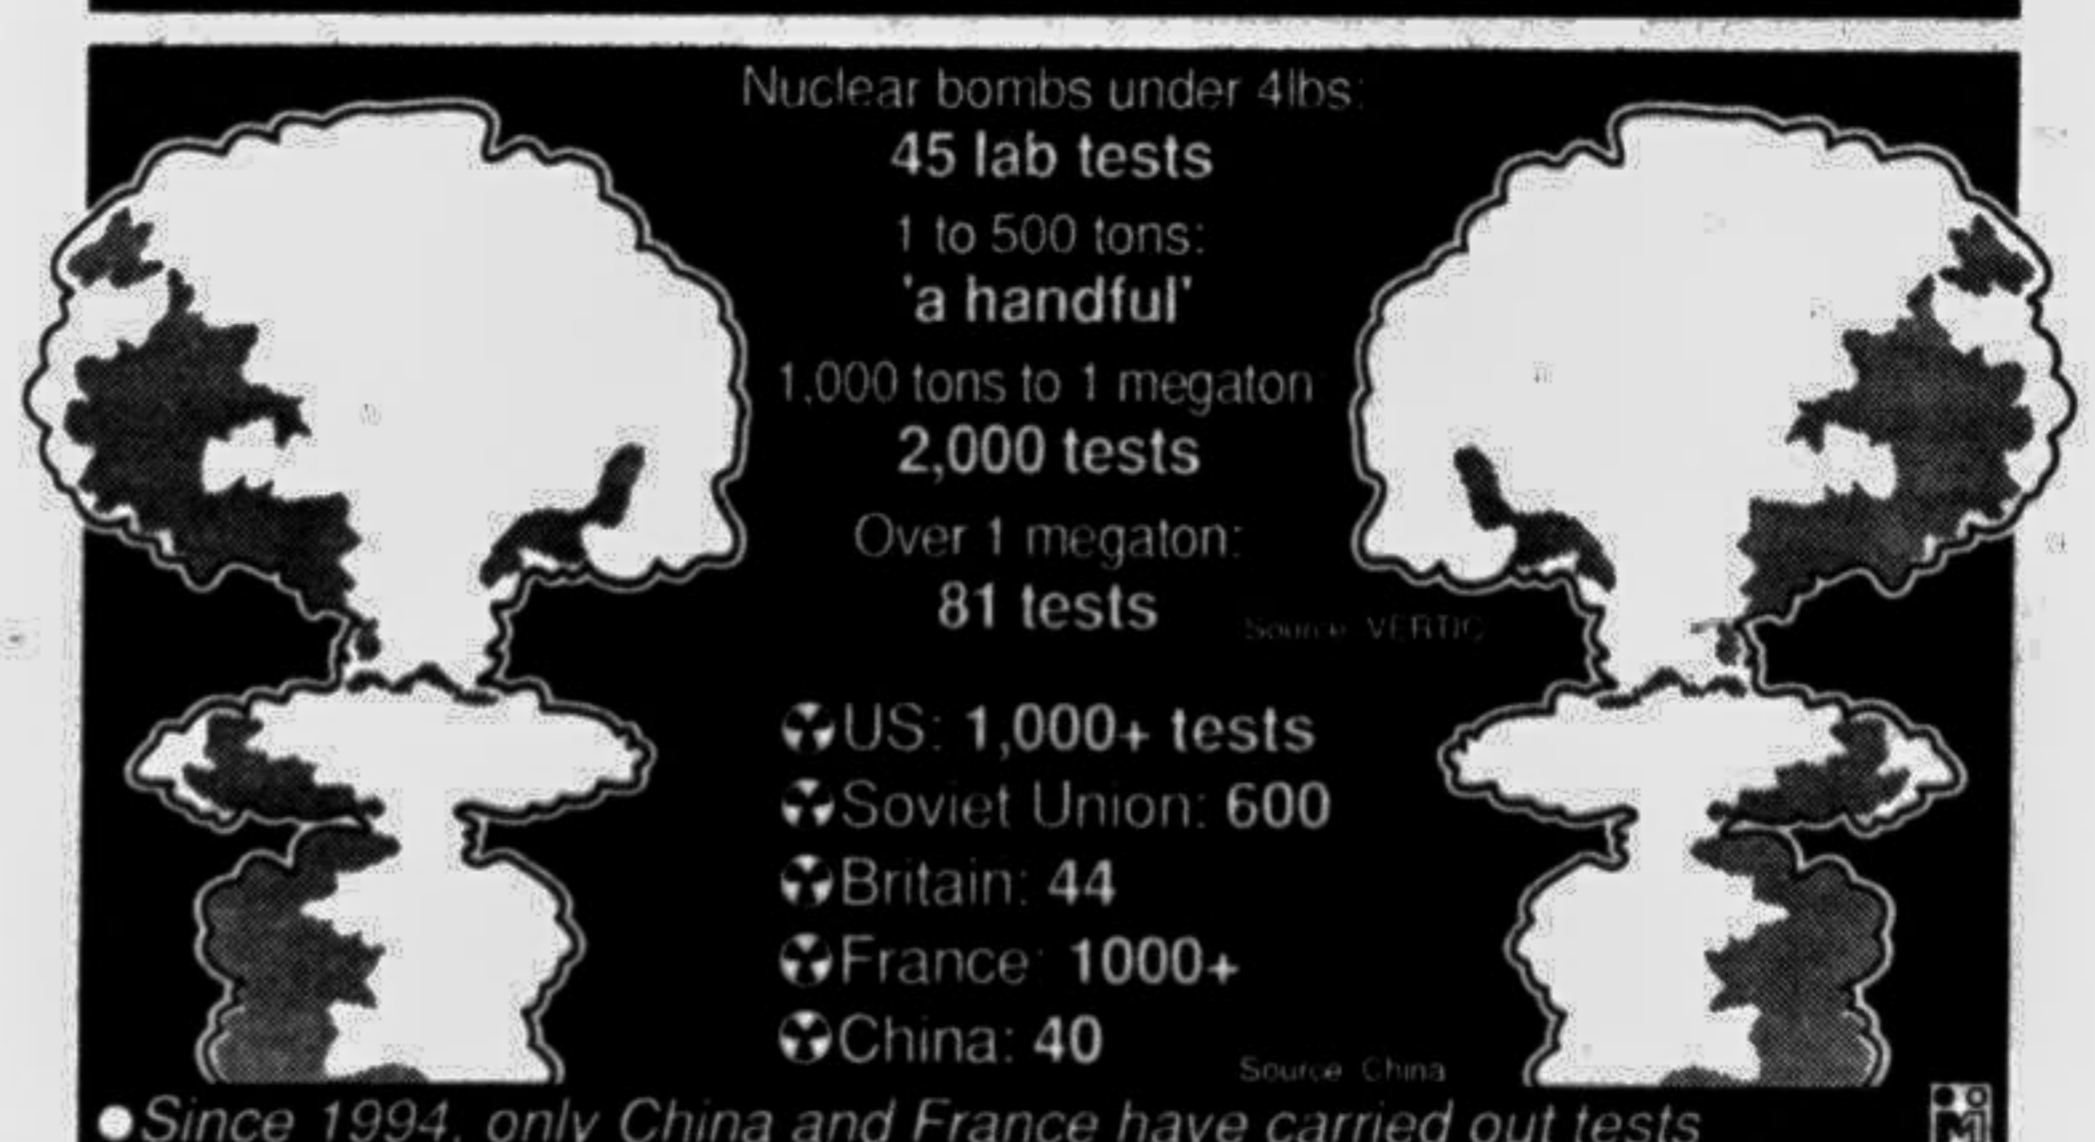 Nuclear bombs under 4lbs:
45 lab tests
1 to 500 tons:
'a handful'
1,000 tons to 1 megaton:
2,000 tests
Over 1 megaton:
81 tests
Source: VERTIC
US: 1,000+ tests
Soviet Union: 600
Britain: 44
France: 1000+
China: 40
Source: China
Since 1994, only China and France have carried out tests